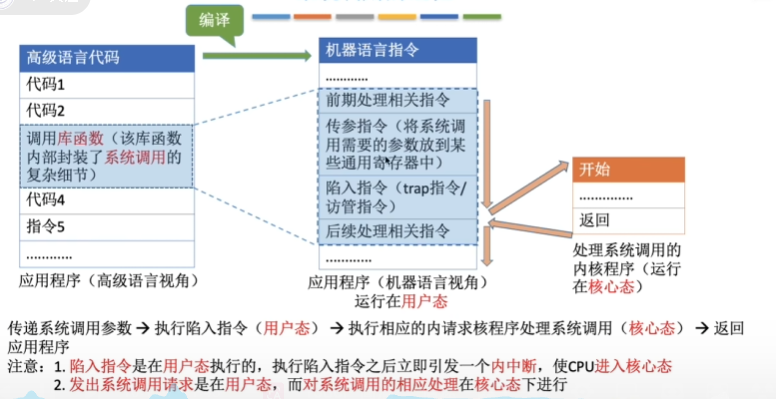 编译
高级语言代码
代码1
代码2
调用库函数（该库函数
内部封装了系统调用的
复杂细节）
代码4
指令5
............
应用程序（高级语言视角）
机器语言指令
............
前期处理相关指令
传参指令（将系统调
用需要的参数放到某
些通用寄存器中）
陷入指令（trap指令/
访管指令）
后续处理相关指令
............
应用程序（机器语言视角）
运行在用户态
开始
..............
返回
处理系统调用的
内核程序（运行
在核心态）
传递系统调用参数 → 执行陷入指令（用户态） → 执行相应的内请求核程序处理系统调用（核心态） → 返回
应用程序
注意：1. 陷入指令是在用户态执行的，执行陷入指令之后立即引发一个内中断，使CPU进入核心态
2. 发出系统调用请求是在用户态，而对系统调用的相应处理在核心态下进行